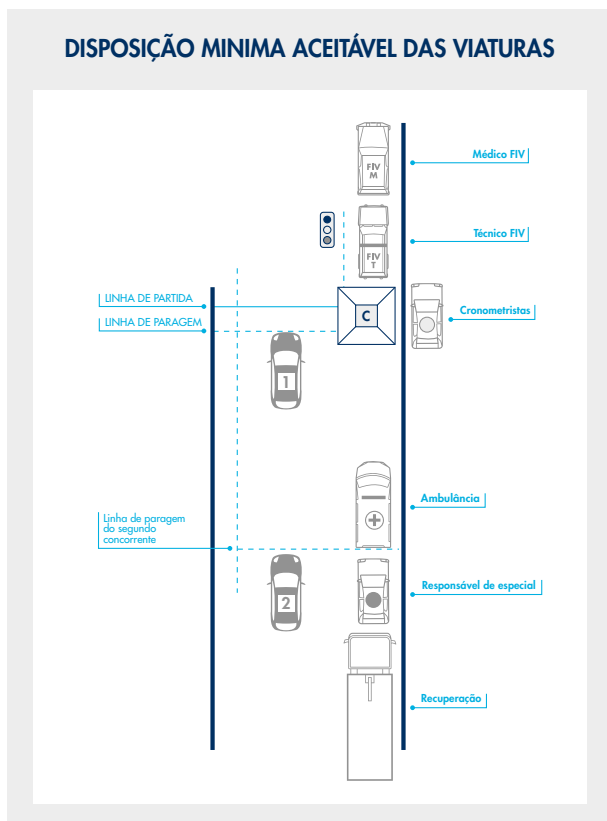 DISPOSIÇÃO MINIMA ACEITÁVEL DAS VIATURAS
Médico FIV
FIV
M
Técnico FIV
FIV
T
LINHA DE PARTIDA
C
Cronometristas
LINHA DE PARAGEM
1
Ambulância
Linha de paragem
do segundo
concorrente
Responsável de especial
2
Recuperação